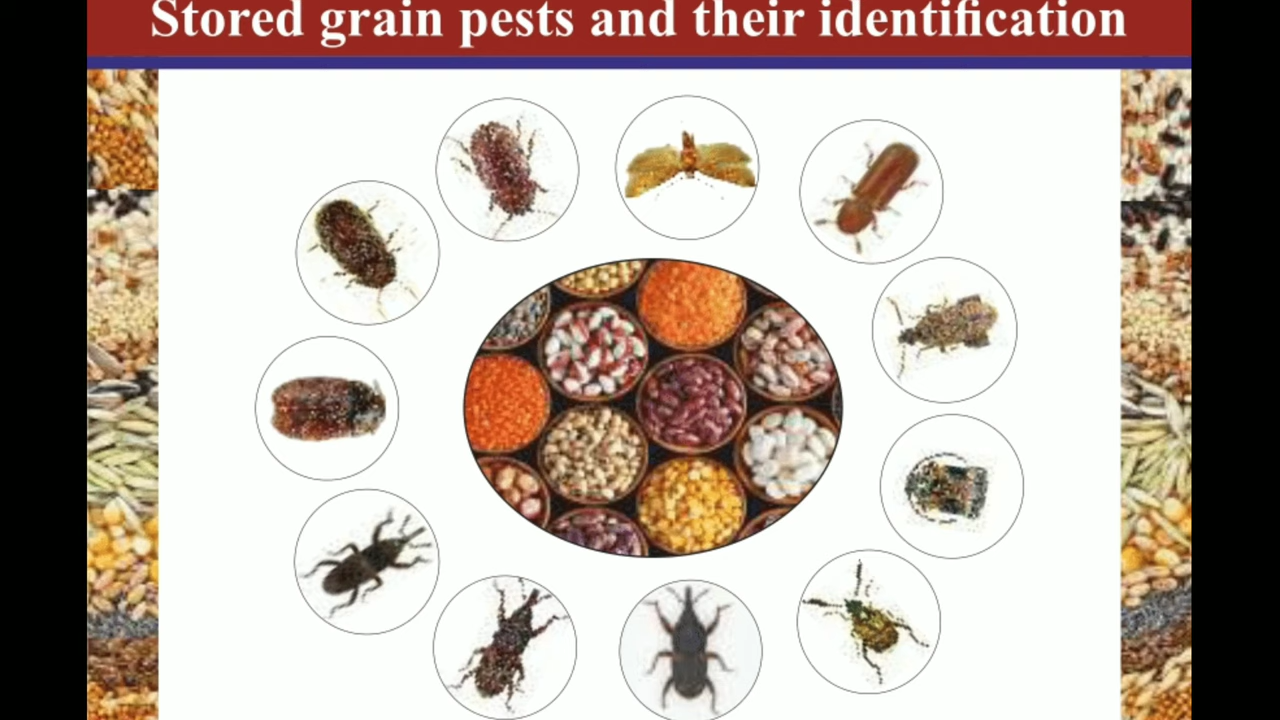 Stored grain pests and their identification